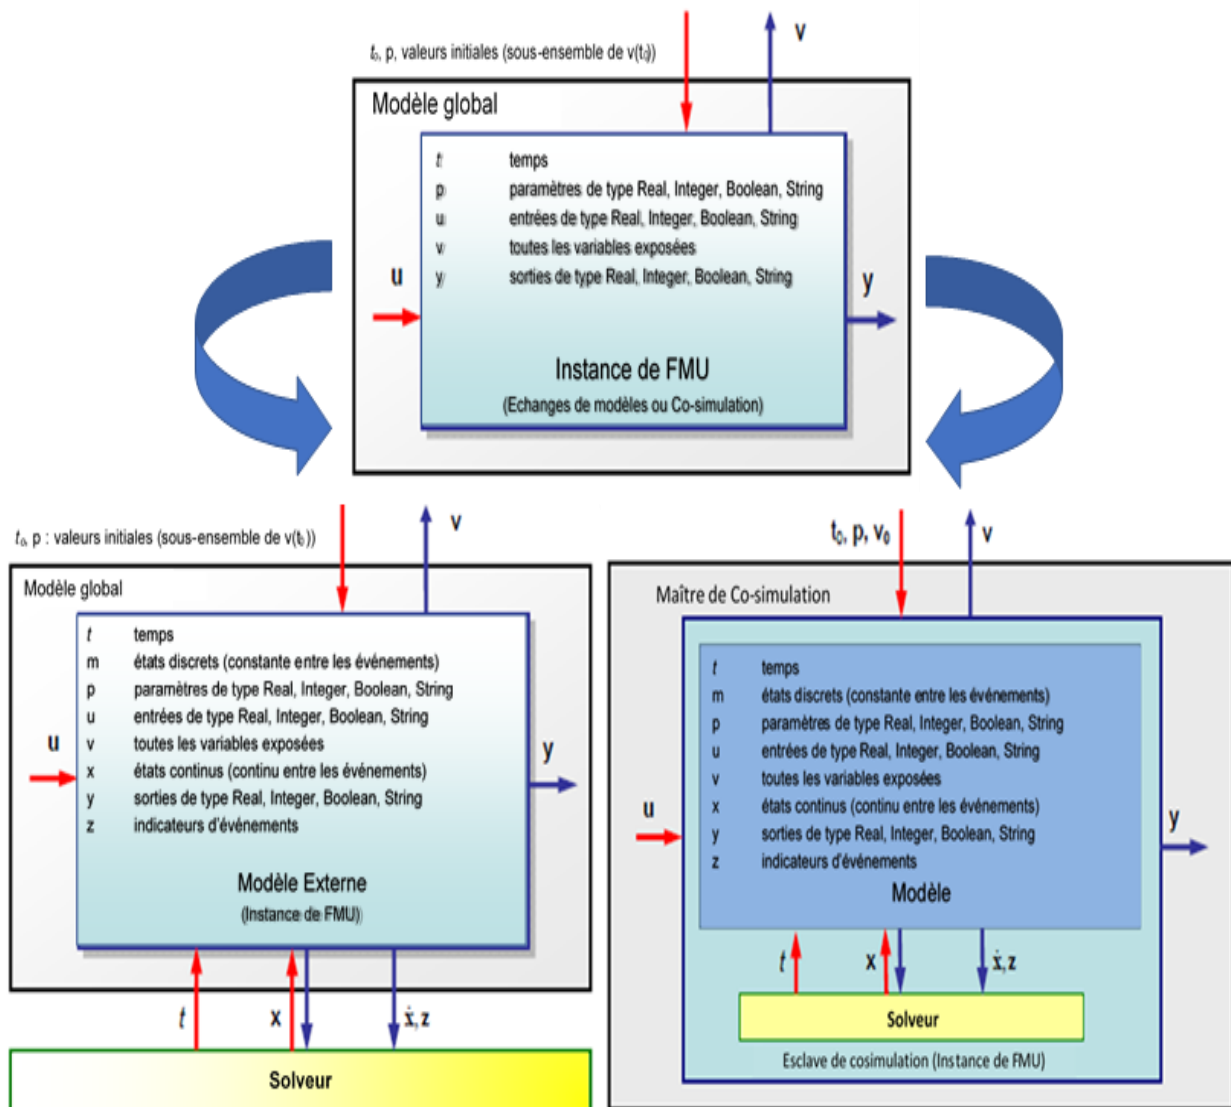 t₀, p, valeurs initiales (sous-ensemble de v(t₀))
v
Modèle global
t temps
p paramètres de type Real, Integer, Boolean, String
u entrées de type Real, Integer, Boolean, String
v toutes les variables exposées
y sorties de type Real, Integer, Boolean, String
u
y
Instance de FMU
(Echanges de modèles ou Co-simulation)
t₀, p : valeurs initiales (sous-ensemble de v(t₀))
v
Modèle global
t temps
m états discrets (constante entre les événements)
p paramètres de type Real, Integer, Boolean, String
u entrées de type Real, Integer, Boolean, String
v toutes les variables exposées
x états continus (continu entre les événements)
y sorties de type Real, Integer, Boolean, String
z indicateurs d'événements
u
y
Modèle Externe
(Instance de FMU)
t
x
ẋ, z
Solveur
t₀, p, v₀
v
Maître de Co-simulation
t temps
m états discrets (constante entre les événements)
p paramètres de type Real, Integer, Boolean, String
u entrées de type Real, Integer, Boolean, String
v toutes les variables exposées
x états continus (continu entre les événements)
y sorties de type Real, Integer, Boolean, String
z indicateurs d'événements
u
y
Modèle
t
x
ẋ, z
Solveur
Esclave de cosimulation (Instance de FMU)